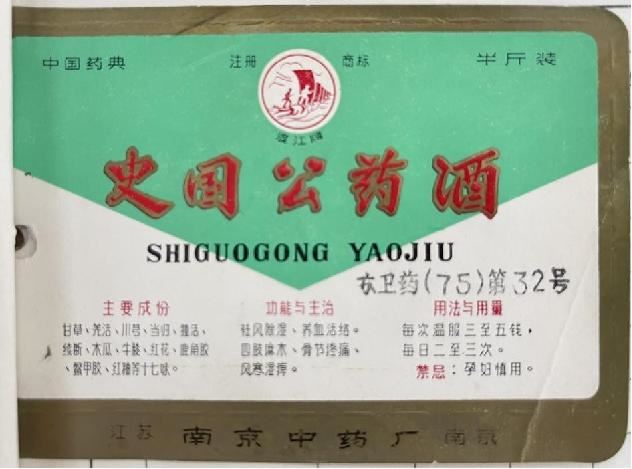 中国药典 注册 商标 半斤装
渡江牌
史国公药酒
SHIGUOGONG YAOJIU
卫药(75)第32号
主要成份 功能与主治 用法与用量
甘草、羌活、川芎、当归、独活、 祛风除湿、养血活络。 每次温服三至五钱,
续断、木瓜、牛膝、红花、鹿角胶 四肢麻木、骨节疼痛、 每日二至三次。
、鳖甲胶、红糖等十七味。 风寒湿痹。 禁忌:孕妇慎用。
江苏 南京中药厂 南京